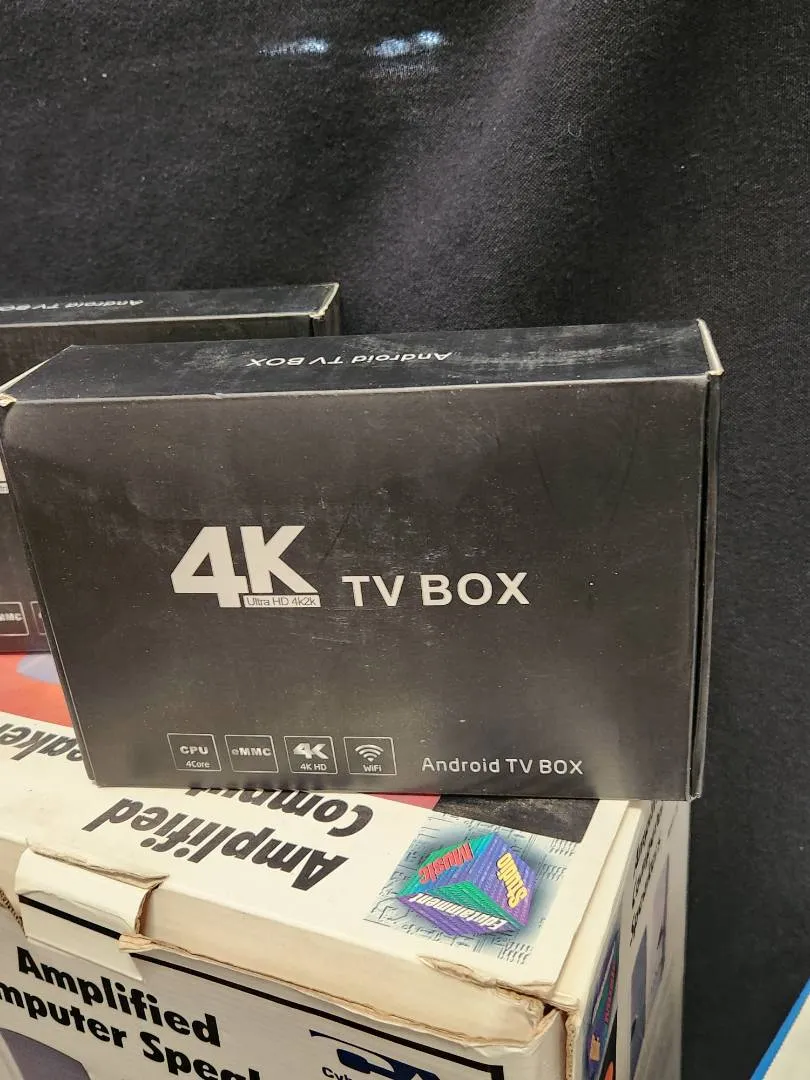 Android TV BOX
4K
Ultra HD 4k2k
TV BOX
CPU
4Core
eMMC
4K
4K HD
WiFi
Android TV BOX
Amplified
Studio
Music
Amplified